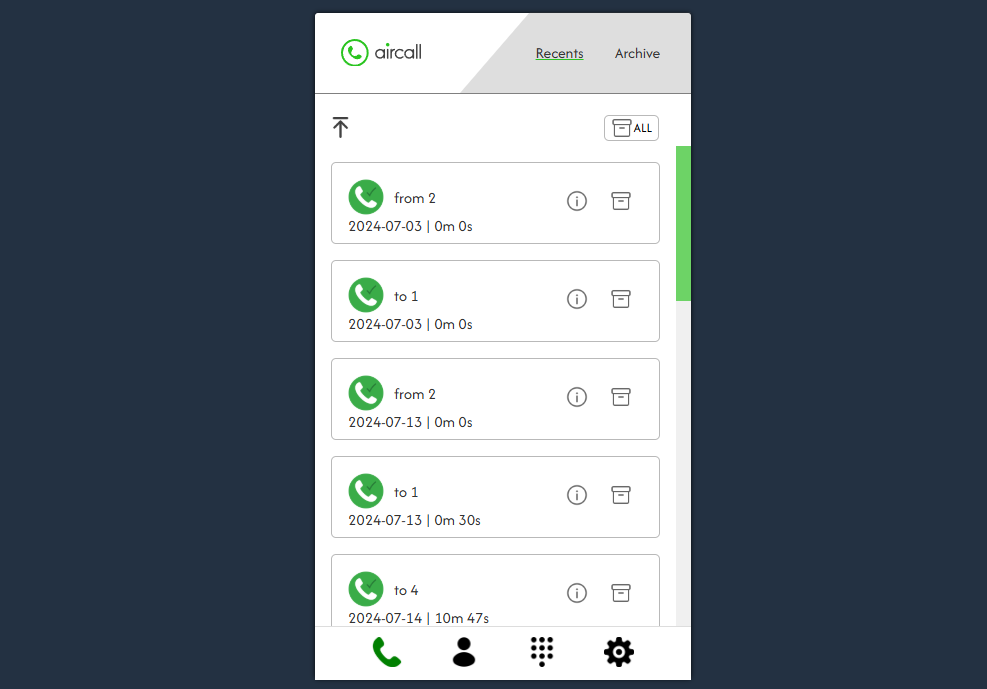 aircall
Recents
Archive
ALL
from 2
2024-07-03 | 0m 0s
to 1
2024-07-03 | 0m 0s
from 2
2024-07-13 | 0m 0s
to 1
2024-07-13 | 0m 30s
to 4
2024-07-14 | 10m 47s